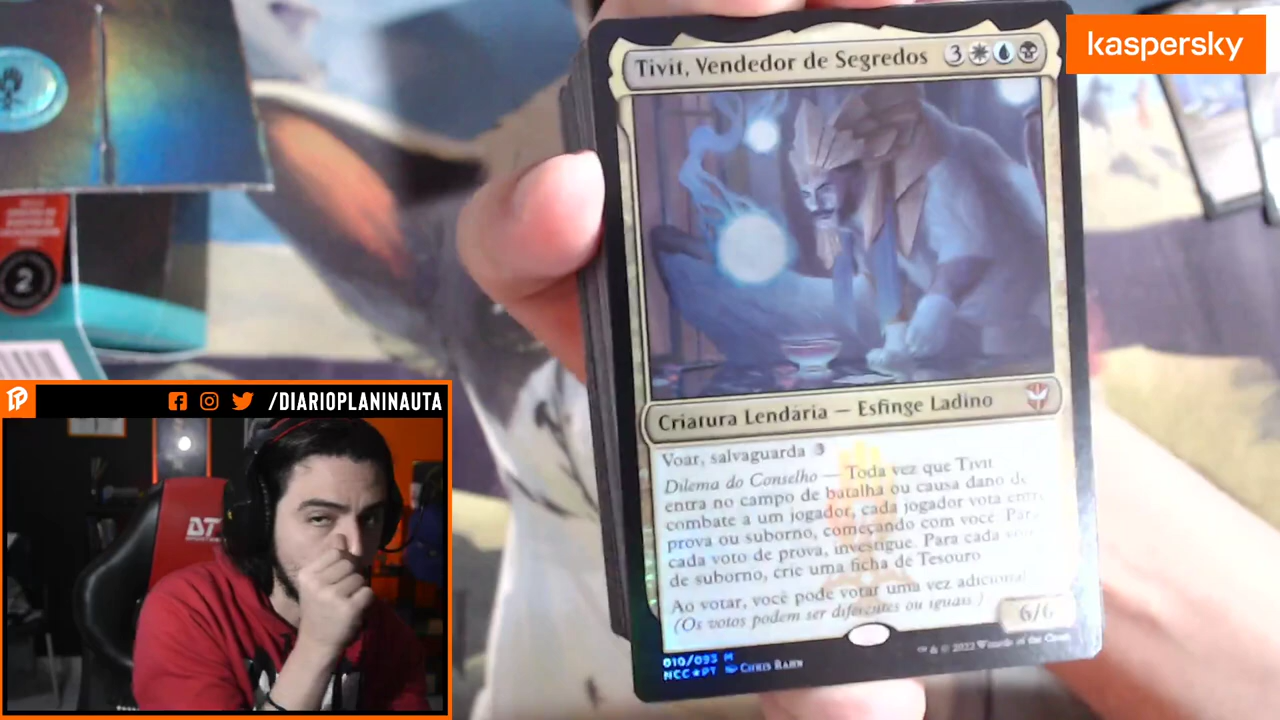 kaspersky
Tivit, Vendedor de Segredos 3
Criatura Lendária — Esfinge Ladino
Voar, salvaguarda 3
Dilema do Conselho — Toda vez que Tivit
entra no campo de batalha ou causa dano de
combate a um jogador, cada jogador vota entre
prova ou suborno, começando com você. Para
cada voto de prova, investigue. Para cada voto
de suborno, crie uma ficha de Tesouro
Ao votar, você pode votar uma vez adicional.
(Os votos podem ser diferentes ou iguais.)
6/6
010/093 M
NCC★PT Chris Rahn
™ & © 2022 Wizards of the Coast
2
/DIARIOPLANINAUTA
DT